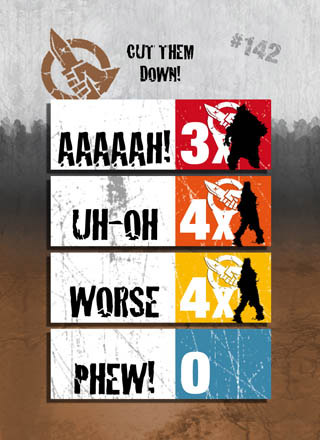 CUT THEM
DOWN!
#142
AAAAAH! 3x
UH-OH 4x
WORSE 4x
PHEW! 0